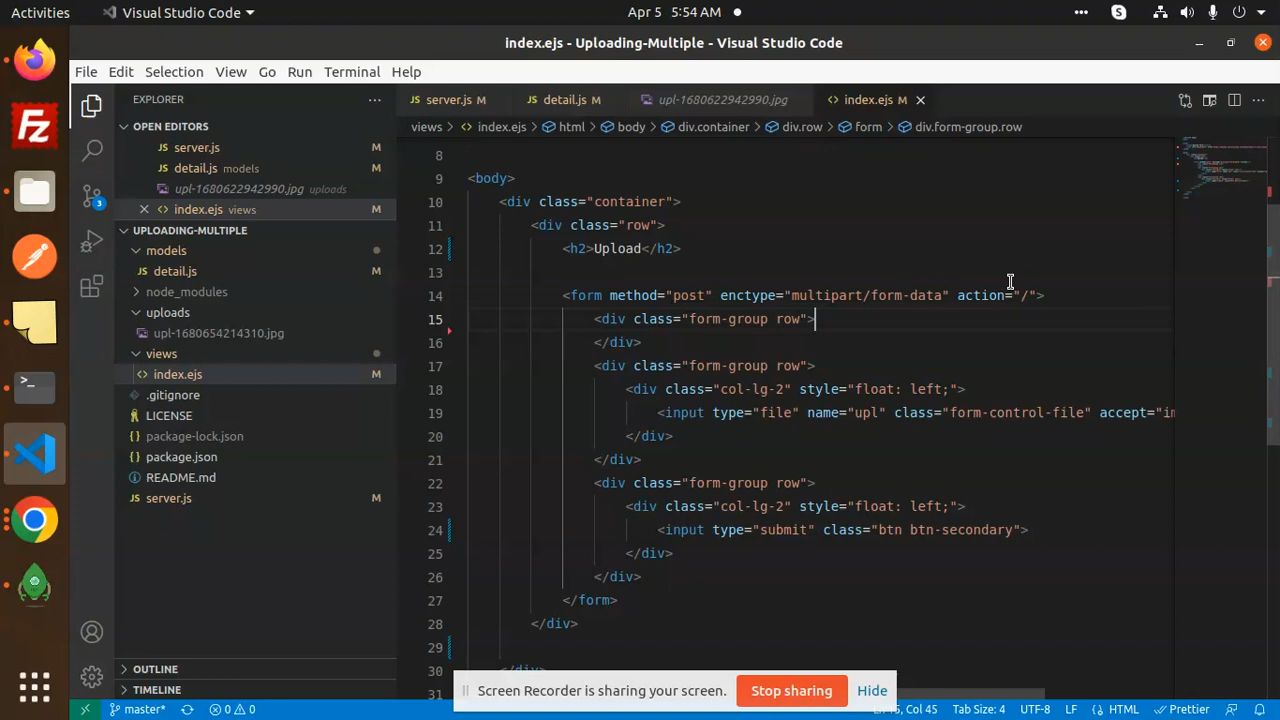 Activities
Visual Studio Code
Apr 5 5:54 AM
index.ejs - Uploading-Multiple - Visual Studio Code
File Edit Selection View Go Run Terminal Help
EXPLORER
OPEN EDITORS
server.js M
detail.js models M
upl-1680622942990.jpg uploads
index.ejs views M
UPLOADING-MULTIPLE
models
detail.js M
node_modules
uploads
upl-1680654214310.jpg
views
index.ejs M
.gitignore
LICENSE
package-lock.json
package.json
README.md
server.js M
OUTLINE
TIMELINE
3
server.js M detail.js M upl-1680622942990.jpg index.ejs M
views > index.ejs > html > body > div.container > div.row > form > div.form-group.row
8
9 <body>
10 <div class="container">
11 <div class="row">
12 <h2>Upload</h2>
13
14 <form method="post" enctype="multipart/form-data" action="/">
15 <div class="form-group row">
16 </div>
17 <div class="form-group row">
18 <div class="col-lg-2" style="float: left;">
19 <input type="file" name="upl" class="form-control-file" accept="im
20 </div>
21 </div>
22 <div class="form-group row">
23 <div class="col-lg-2" style="float: left;">
24 <input type="submit" class="btn btn-secondary">
25 </div>
26 </div>
27 </form>
28 </div>
29
30 </div>
31
Screen Recorder is sharing your screen. Stop sharing Hide
master* 0 0 Ln 15, Col 45 Tab Size: 4 UTF-8 LF HTML Prettier